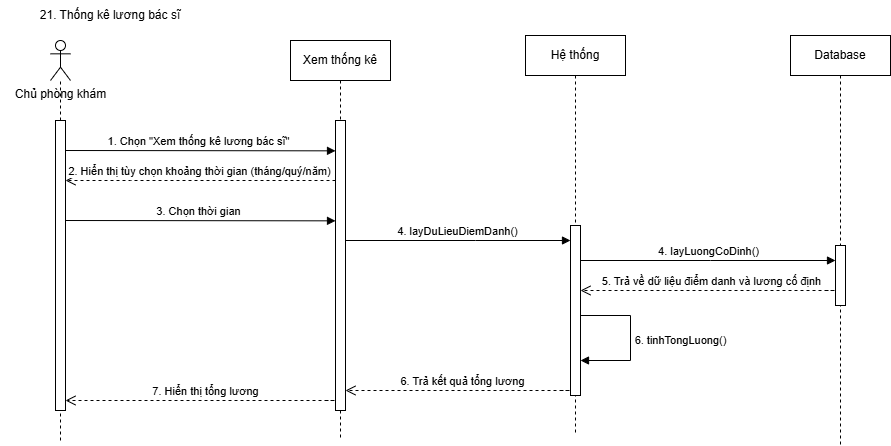 21. Thống kê lương bác sĩ
Chủ phòng khám
Xem thống kê
Hệ thống
Database
1. Chọn "Xem thống kê lương bác sĩ"
2. Hiển thị tùy chọn khoảng thời gian (tháng/quý/năm)
3. Chọn thời gian
4. layDuLieuDiemDanh()
4. layLuongCoDinh()
5. Trả về dữ liệu điểm danh và lương cố định
6. tinhTongLuong()
6. Trả kết quả tổng lương
7. Hiển thị tổng lương